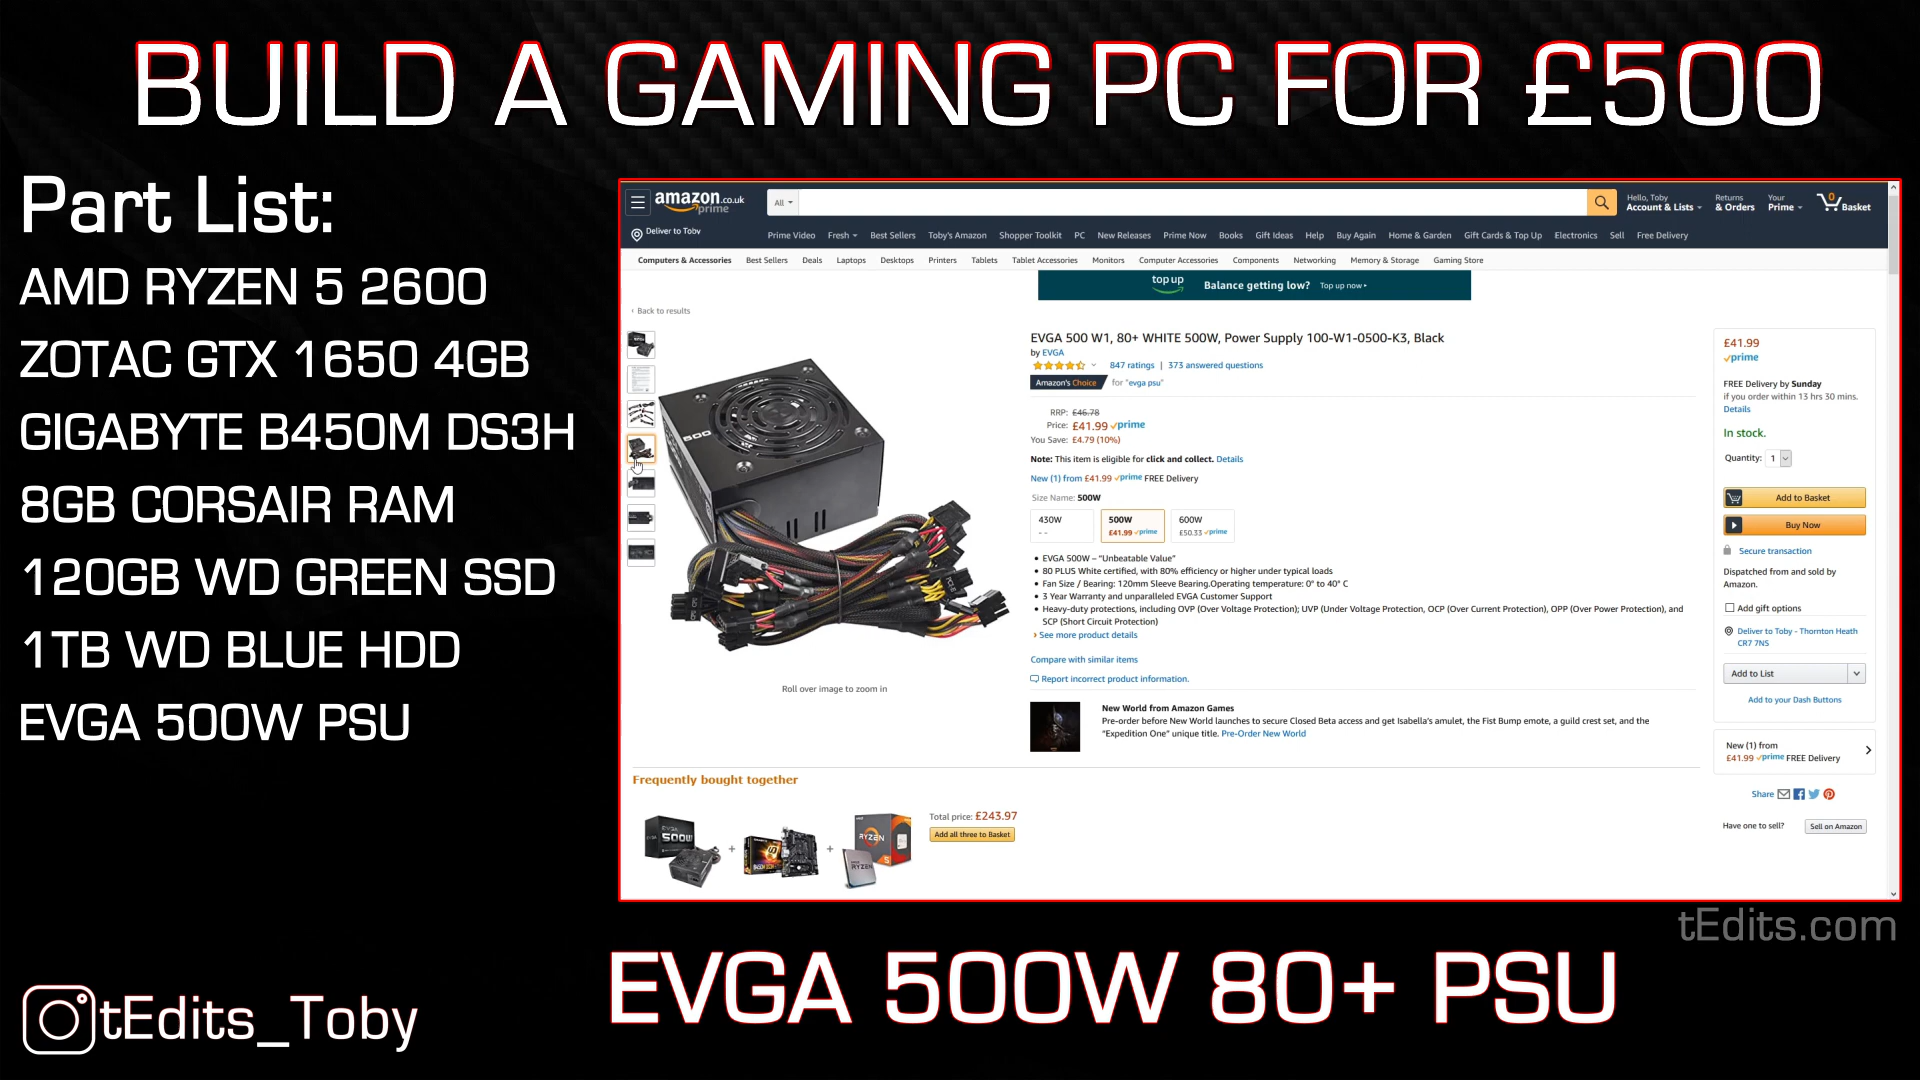 BUILD A GAMING PC FOR £500
Part List:
AMD RYZEN 5 2600
ZOTAC GTX 1650 4GB
GIGABYTE B450M DS3H
8GB CORSAIR RAM
120GB WD GREEN SSD
1TB WD BLUE HDD
EVGA 500W PSU
amazon.co.uk
prime
All
Hello, Toby
Account & Lists
Returns
& Orders
Your
Prime
0
Basket
Deliver to Toby
Prime Video Fresh Best Sellers Toby's Amazon Shopper Toolkit PC New Releases Prime Now Books Gift Ideas Help Buy Again Home & Garden Gift Cards & Top Up Electronics Sell Free Delivery
Computers & Accessories Best Sellers Deals Laptops Desktops Printers Tablets Tablet Accessories Monitors Computer Accessories Components Networking Memory & Storage Gaming Store
top up Balance getting low? Top up now
‹ Back to results
EVGA 500 W1, 80+ WHITE 500W, Power Supply 100-W1-0500-K3, Black
by EVGA
847 ratings | 373 answered questions
Amazon's Choice for "evga psu"
RRP: £46.78
Price: £41.99 prime
You Save: £4.79 (10%)
Note: This item is eligible for click and collect. Details
New (1) from £41.99 prime FREE Delivery
Size Name: 500W
430W
- -
500W
£41.99 prime
600W
£50.33 prime
• EVGA 500W – "Unbeatable Value"
• 80 PLUS White certified, with 80% efficiency or higher under typical loads
• Fan Size / Bearing: 120mm Sleeve Bearing.Operating temperature: 0° to 40° C
• 3 Year Warranty and unparalleled EVGA Customer Support
• Heavy-duty protections, including OVP (Over Voltage Protection); UVP (Under Voltage Protection, OCP (Over Current Protection), OPP (Over Power Protection), and
SCP (Short Circuit Protection)
› See more product details
Compare with similar items
Report incorrect product information.
New World from Amazon Games
Pre-order before New World launches to secure Closed Beta access and get Isabella's amulet, the Fist Bump emote, a guild crest set, and the
"Expedition One" unique title. Pre-Order New World
500
Roll over image to zoom in
£41.99
prime
FREE Delivery by Sunday
if you order within 13 hrs 30 mins.
Details
In stock.
Quantity: 1
Add to Basket
Buy Now
Secure transaction
Dispatched from and sold by
Amazon.
Add gift options
Deliver to Toby - Thornton Heath
CR7 7NS
Add to List
Add to your Dash Buttons
New (1) from
£41.99 prime FREE Delivery
Share
Have one to sell?
Sell on Amazon
Frequently bought together
EVGA
500W
RYZEN
5
RYZEN
+ +
Total price: £243.97
Add all three to Basket
tEdits.com
tEdits_Toby
EVGA 500W 80+ PSU